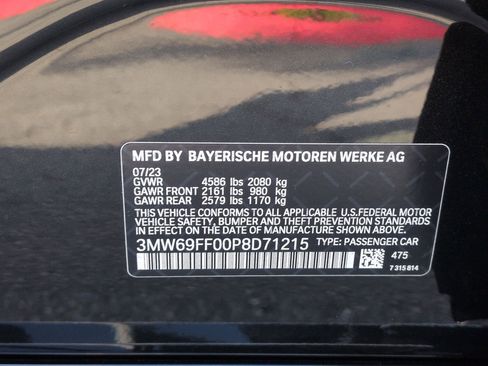 MFD BY BAYERISCHE MOTOREN WERKE AG
07/23
GVWR 4586 lbs 2080 kg
GAWR FRONT 2161 lbs 980 kg
GAWR REAR 2579 lbs 1170 kg
THIS VEHICLE CONFORMS TO ALL APPLICABLE U.S.FEDERAL MOTOR
VEHICLE SAFETY, BUMPER AND THEFT PREVENTION STANDARDS
IN EFFECT ON THE DATE OF MANUFACTURE SHOWN ABOVE.
3MW69FF00P8D71215 TYPE: PASSENGER CAR
475
7 315 814